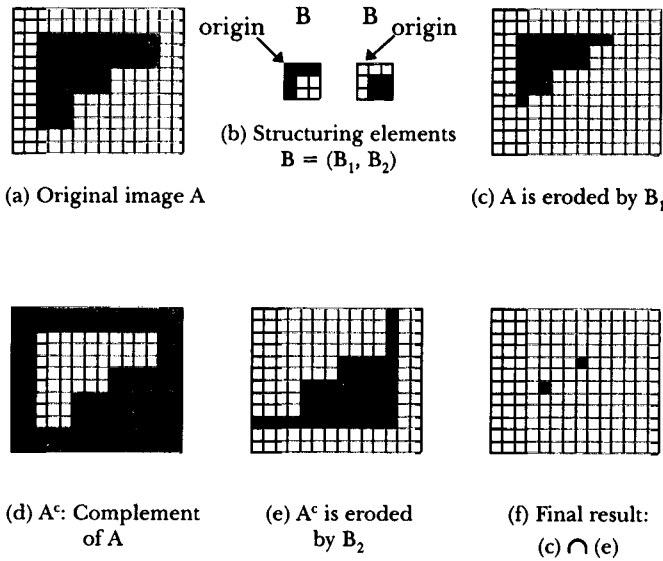 B B
origin origin
(b) Structuring elements
B = (B₁, B₂)
(a) Original image A
(c) A is eroded by B₁
(d) Aᶜ: Complement
of A
(e) Aᶜ is eroded
by B₂
(f) Final result:
(c) ∩ (e)